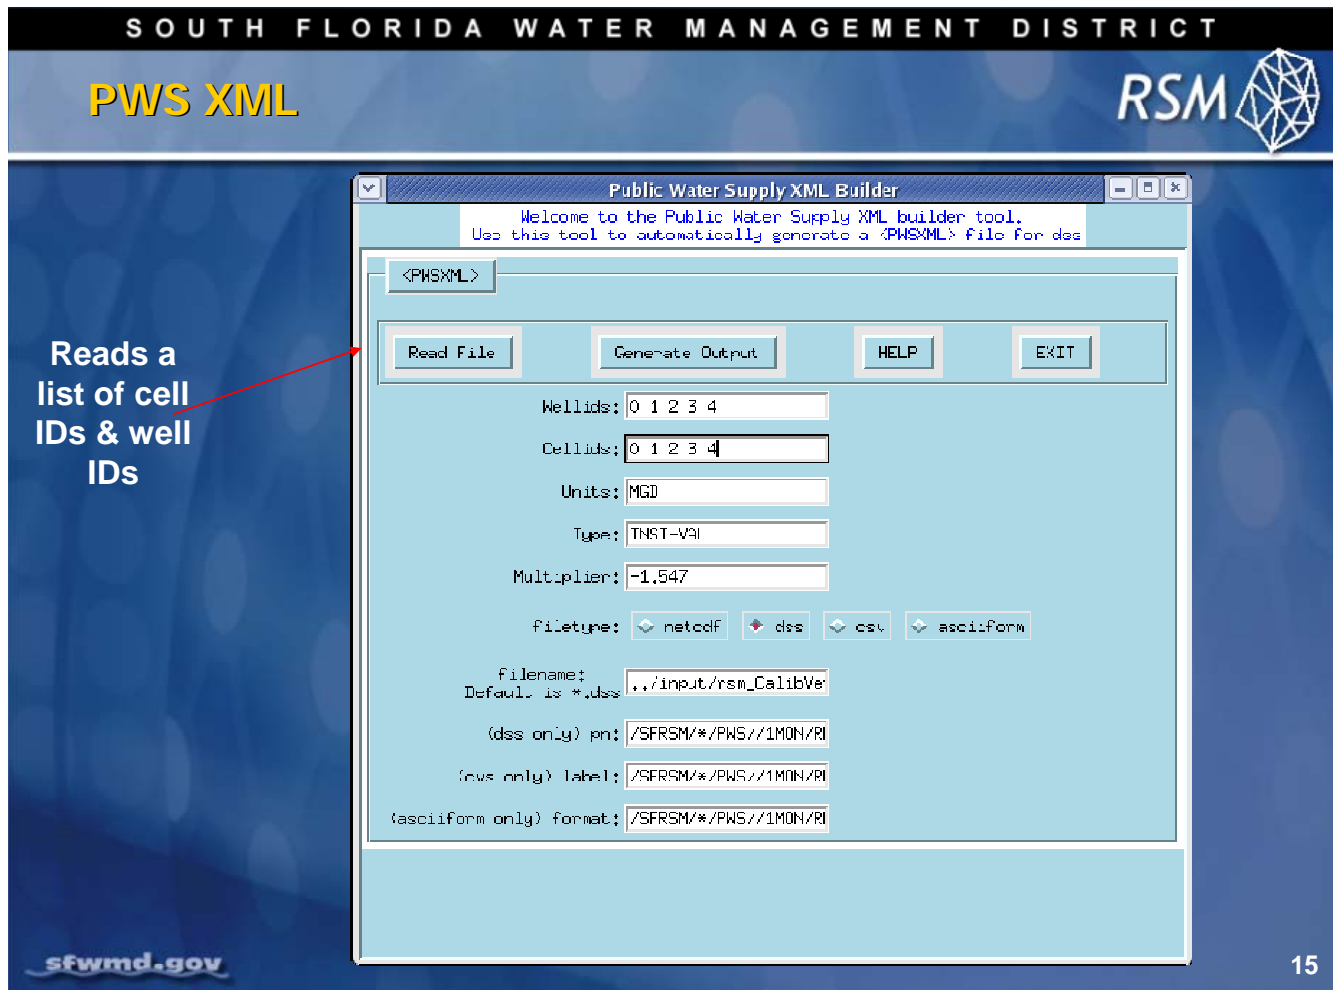 SOUTH FLORIDA WATER MANAGEMENT DISTRICT
PWS XML
RSM
Public Water Supply XML Builder
Welcome to the Public Water Supply XML builder tool.
Use this tool to automatically generate a <PWSXML> file for dss
<PWSXML>
Read File
Generate Output
HELP
EXIT
Reads a
list of cell
IDs & well
IDs
Wellids: 0 1 2 3 4
Cellids: 0 1 2 3 4
Units: MGD
Type: INST-VAL
Multiplier: -1.547
filetype: netcdf dss csv asciiform
filename:
Default is *.dss ../input/rsm_CalibVe
(dss only) pn: /SFRSM/*/PWS//1MON/
(cvs only) label: /SFRSM/*/PWS//1MON/
(asciiform only) format: /SFRSM/*/PWS//1MON/
sfwmd.gov
15